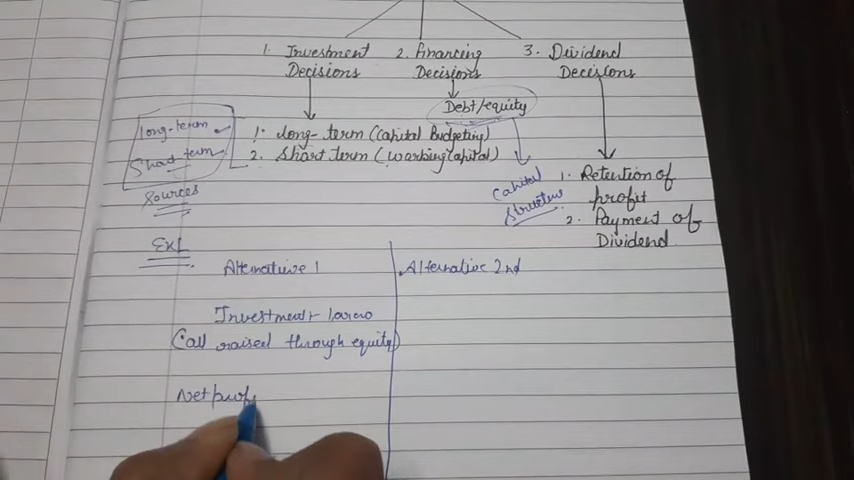 1. Investment Decisions
2. Financing Decisions
3. Dividend Decisions
Debt/equity
Long-term
Short term
Sources
1. Long-term (Capital Budgeting)
2. Short term (working Capital)
Capital Structure
1. Retention of profit
2. Payment of Dividend
Ex1
Alternative 1
Alternative 2nd
Investment
(all raised through equity)
Net prof